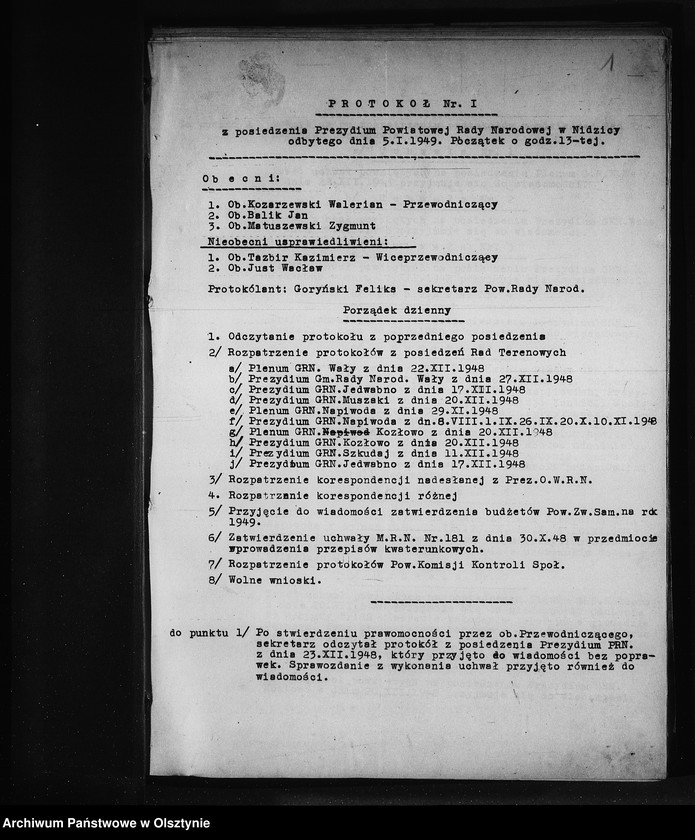 1
P R O T O K O Ł Nr. I
z posiedzenia Prezydium Powiatowej Rady Narodowej w Nidzicy
odbytego dnia 5.I.1949. Początek o godz.13-tej.
O b e c n i:
1. Ob.Kozarzewski Walerian - Przewodniczący
2. Ob.Balik Jan
3. Ob.Matuszewski Zygmunt
Nieobecni usprawiedliwieni:
1. Ob.Tazbir Kazimierz - Wiceprzewodniczący
2. Ob.Just Wacław
Protokólant: Goryński Feliks - sekretarz Pow.Rady Narod.
Porządek dzienny
1. Odczytanie protokołu z poprzedniego posiedzenia
2/ Rozpatrzenie protokołów z posiedzeń Rad Terenowych
a/ Plenum GRN. Wały z dnia 22.XII.1948
b/ Prezydium Gm.Rady Narod. Wały z dnia 27.XII.1948
c/ Prezydium GRN.Jedwabno z dnia 17.XII.1948
d/ Prezydium GRN.Muszaki z dnia 20.XII.1948
e/ Plenum GRN.Napiwoda z dnia 29.XI.1948
f/ Prezydium GRN.Napiwoda z dn.8.VIII.1.IX.26.IX.20.X.10.XI.1948
g/ Plenum GRN.Napiwod Kozłowo z dnia 20.XII.1948
h/ Prezydium GRN.Kozłowo z dnia 20.XII.1948
i/ Prezydium GRN.Szkudaj z dnia 11.XII.1948
j/ Prezydium GRN.Jedwabno z dnia 17.XII.1948
3/ Rozpatrzenie korespondencji nadesłanej z Prez.O.W.R.N.
4. Rozpatrzanie korespondencji różnej
5/ Przyjęcie do wiadomości zatwierdzenia budżetów Pow.Zw.Sam.na rok
1949.
6/ Zatwierdzenie uchwały M.R.N. Nr.181 z dnia 30.X.48 w przedmiocie
wprowadzenia przepisów kwaterunkowych.
7/ Rozpatrzenie protokołów Pow.Komisji Kontroli Społ.
8/ Wolne wnioski.
do punktu 1/ Po stwierdzeniu prawomocności przez ob.Przewodniczącego,
sekretarz odczytał protokół z posiedzenia Prezydium PRN.
z dnia 23.XII.1948, który przyjęto do wiadomości bez popra-
wek. Sprawozdanie z wykonania uchwał przyjęto również do
wiadomości.
Archiwum Państwowe w Olsztynie